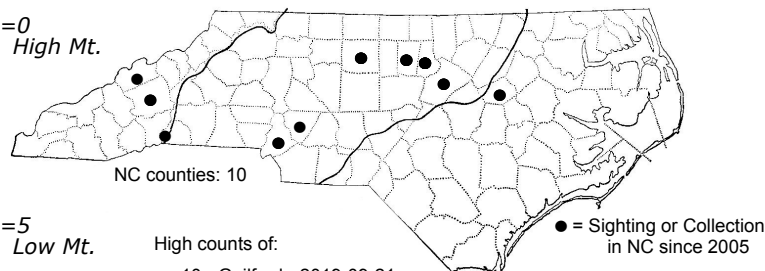 =0
High Mt.
NC counties: 10
● = Sighting or Collection
in NC since 2005
=5
Low Mt.
High counts of: